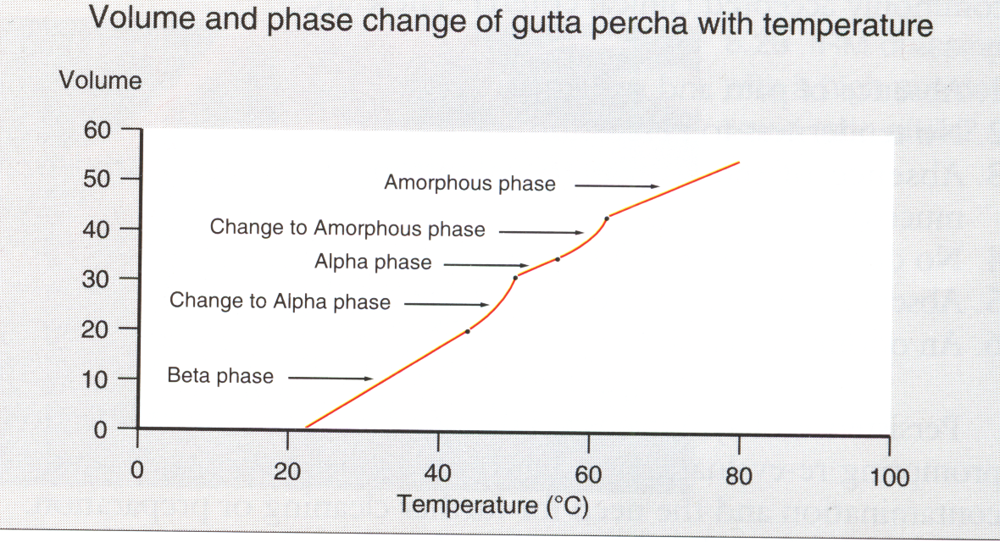 Volume and phase change of gutta percha with temperature
Volume
60
50
40
30
20
10
0
Amorphous phase
Change to Amorphous phase
Alpha phase
Change to Alpha phase
Beta phase
0 20 40 60 80 100
Temperature (°C)